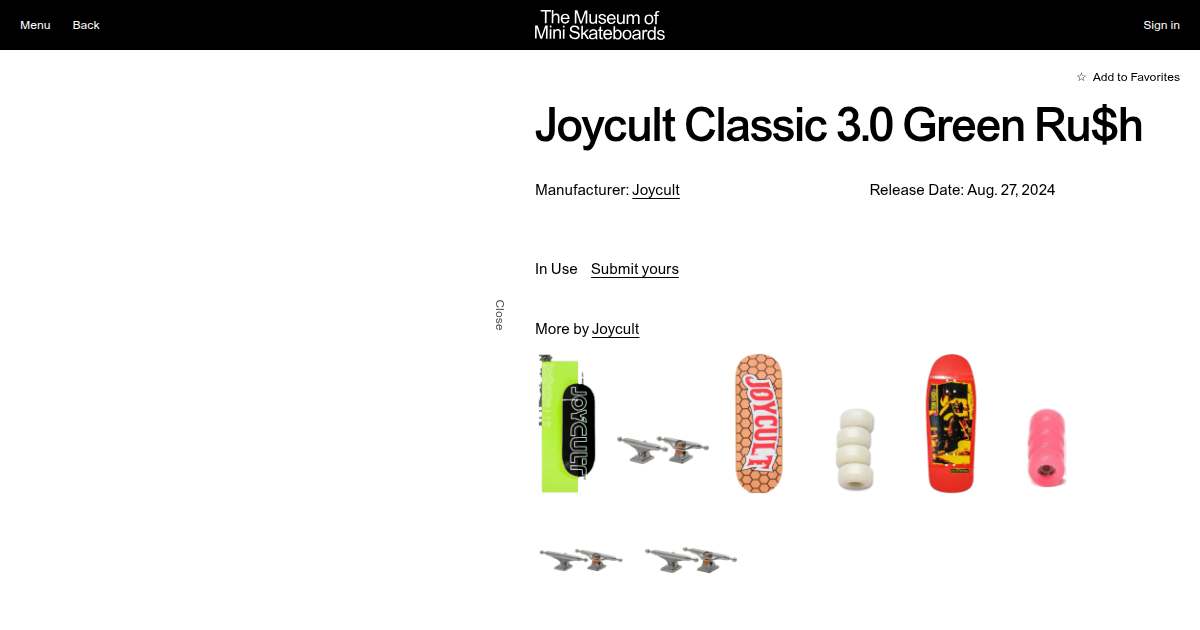 Menu
Back
The Museum of
Mini Skateboards
Sign in
☆ Add to Favorites
Joycult Classic 3.0 Green Ru$h
Manufacturer: Joycult
Release Date: Aug. 27, 2024
In Use
Submit yours
Close
More by Joycult
JOYCULT
JOYCULT